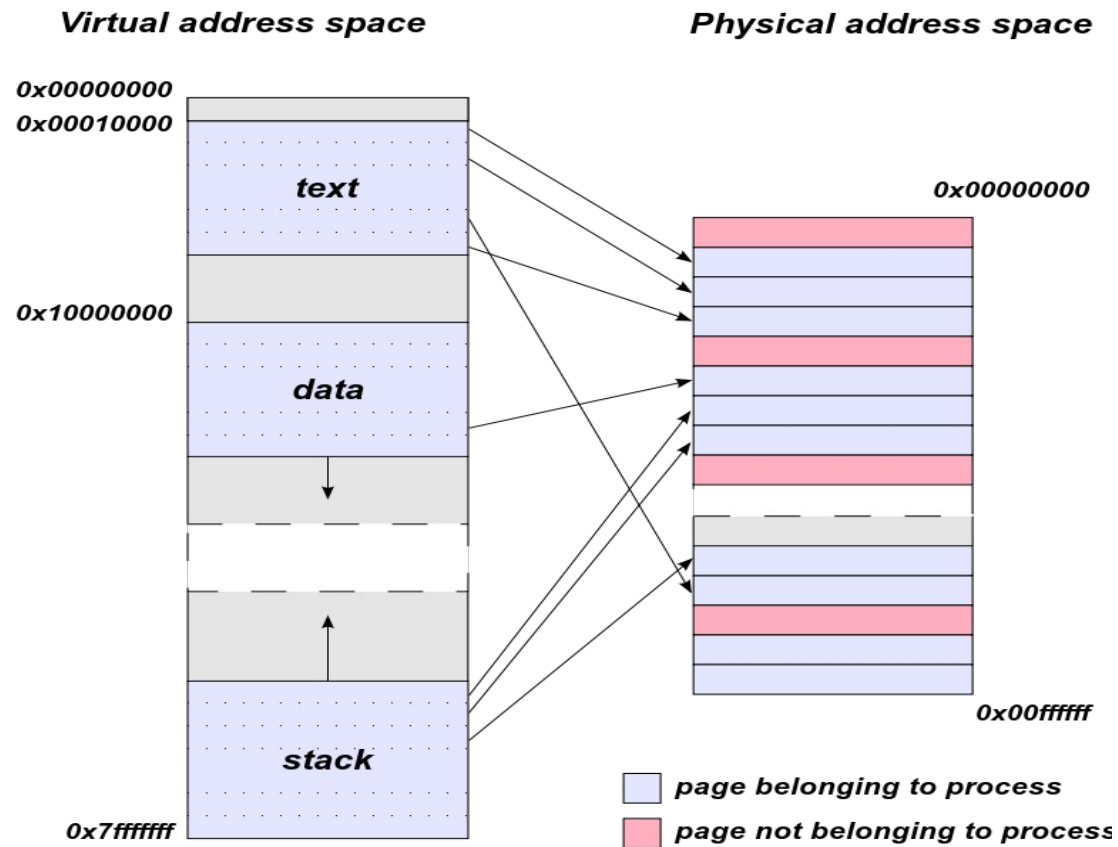 Virtual address space
Physical address space
0x00000000
0x00010000
text
0x00000000
0x10000000
data
stack
0x7fffffff
0x00ffffff
page belonging to process
page not belonging to process